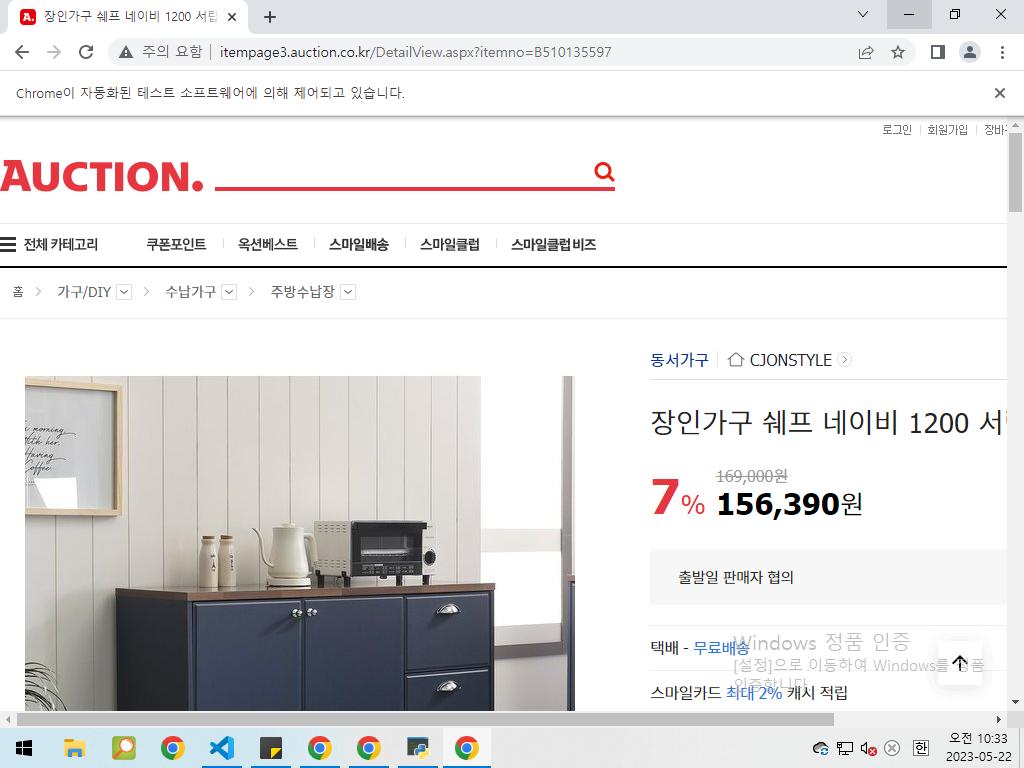 장인가구 쉐프 네이비 1200 서랍
주의 요함
itempage3.auction.co.kr/DetailView.aspx?itemno=B510135597
Chrome이 자동화된 테스트 소프트웨어에 의해 제어되고 있습니다.
로그인 회원가입 장바
AUCTION.
전체 카테고리 쿠폰포인트 옥션베스트 스마일배송 스마일클럽 스마일클럽 비즈
홈 가구/DIY 수납가구 주방수납장
동서가구 CJONSTYLE
장인가구 쉐프 네이비 1200 서
169,000원
7% 156,390원
morning,
with her.
Having
Coffee.
출발일 판매자 협의
택배 - 무료배송
Windows 정품 인증
[설정]으로 이동하여 Windows를 정품
인증합니다.
스마일카드 최대 2% 캐시 적립
한
오전 10:33
2023-05-22